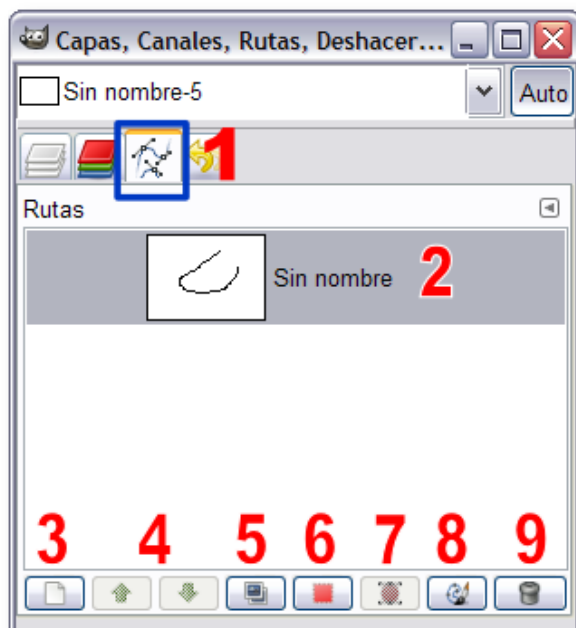 Capas, Canales, Rutas, Deshacer...
Sin nombre-5
Auto
1
Rutas
Sin nombre 2
3 4 5 6 7 8 9